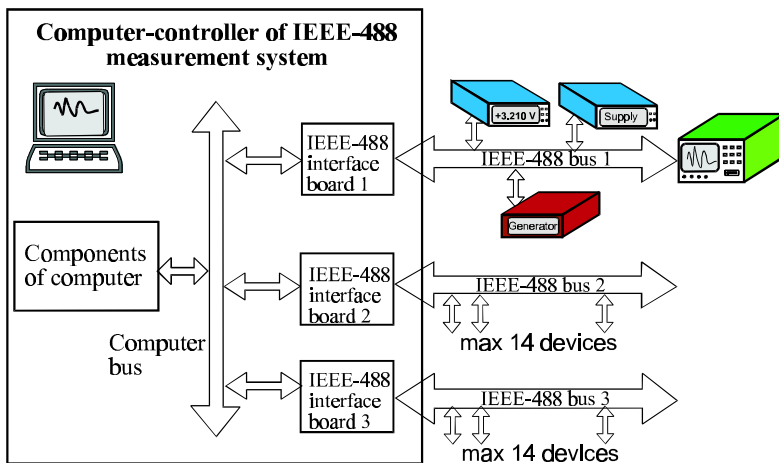 Computer-controller of IEEE-488
measurement system
+3.210 V
Supply
IEEE-488
interface
board 1
IEEE-488 bus 1
Generator
Components
of computer
IEEE-488
interface
board 2
IEEE-488 bus 2
max 14 devices
Computer
bus
IEEE-488
interface
board 3
IEEE-488 bus 3
max 14 devices